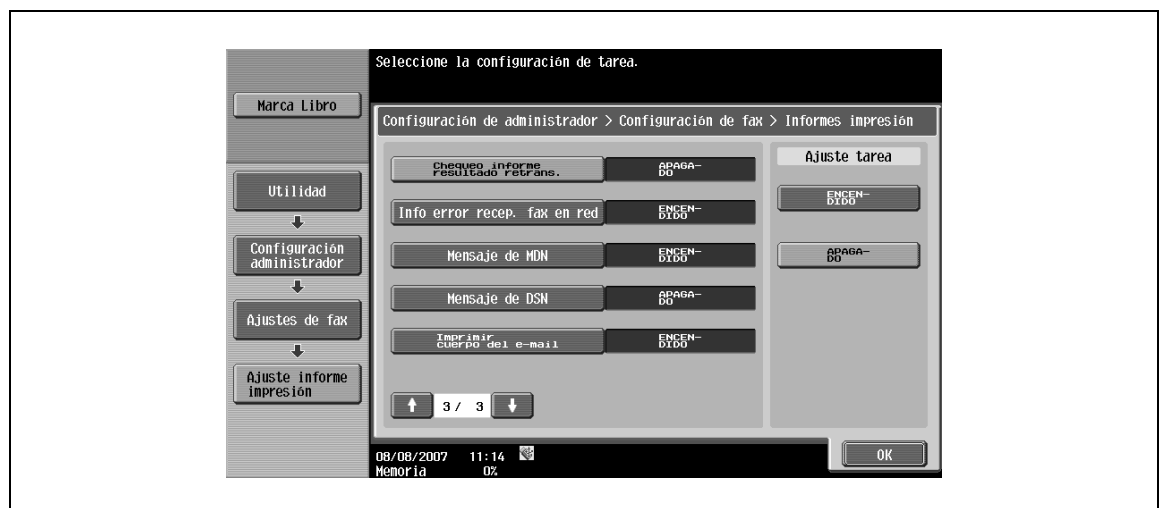 Seleccione la configuración de tarea.
Marca Libro
Configuración de administrador > Configuración de fax > Informes impresión
Utilidad
Configuración
administrador
Ajustes de fax
Ajuste informe
impresión
Chequeo informe
resultado retrans.
APAGA-
DO
Info error recep. fax en red
ENCEN-
DIDO
Mensaje de MDN
ENCEN-
DIDO
Mensaje de DSN
APAGA-
DO
Imprimir
cuerpo del e-mail
ENCEN-
DIDO
3/ 3
Ajuste tarea
ENCEN-
DIDO
APAGA-
DO
08/08/2007 11:14
Memoria 0%
OK